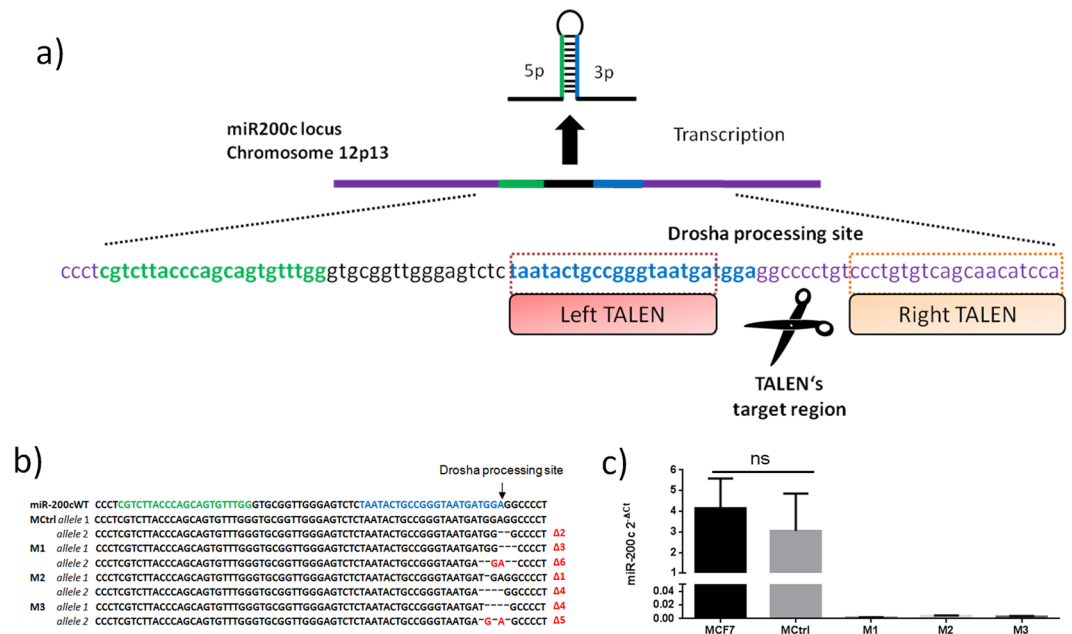 a)
5p
3p
miR200c locus
Chromosome 12p13
Transcription
Drosha processing site
ccctcgtcttacccagcagtgtttgggtgcggttgggagtctctaatactgccgggtaatgatggaggcccctgtccctgtgtcagcaacatcca
Left TALEN
Right TALEN
TALEN‘s
target region
b)
Drosha processing site
miR-200cWT CCCTCGTCTTACCCAGCAGTGTTTGGGTGCGGTTGGGAGTCTCTAATACTGCCGGGTAATGATGGAGGCCCCT
MCtrl allele 1 CCCTCGTCTTACCCAGCAGTGTTTGGGTGCGGTTGGGAGTCTCTAATACTGCCGGGTAATGATGGAGGCCCCT
allele 2 CCCTCGTCTTACCCAGCAGTGTTTGGGTGCGGTTGGGAGTCTCTAATACTGCCGGGTAATGATGG--GCCCCT Δ2
M1 allele 1 CCCTCGTCTTACCCAGCAGTGTTTGGGTGCGGTTGGGAGTCTCTAATACTGCCGGGTAATGATGG---CCCCT Δ3
allele 2 CCCTCGTCTTACCCAGCAGTGTTTGGGTGCGGTTGGGAGTCTCTAATACTGCCGGGTAATGA--GA--CCCCT Δ6
M2 allele 1 CCCTCGTCTTACCCAGCAGTGTTTGGGTGCGGTTGGGAGTCTCTAATACTGCCGGGTAATGAT-GAGGCCCCT Δ1
allele 2 CCCTCGTCTTACCCAGCAGTGTTTGGGTGCGGTTGGGAGTCTCTAATACTGCCGGGTAATGA----GGCCCCT Δ4
M3 allele 1 CCCTCGTCTTACCCAGCAGTGTTTGGGTGCGGTTGGGAGTCTCTAATACTGCCGGGTAATGAT----GCCCCT Δ4
allele 2 CCCTCGTCTTACCCAGCAGTGTTTGGGTGCGGTTGGGAGTCTCTAATACTGCCGGGTAATGA--G-A-GCCCCT Δ5
c)
ns
miR-200c 2-ΔCt
6
5
4
3
2
1
0.04
0.02
0.00
MCF7
MCtrl
M1
M2
M3